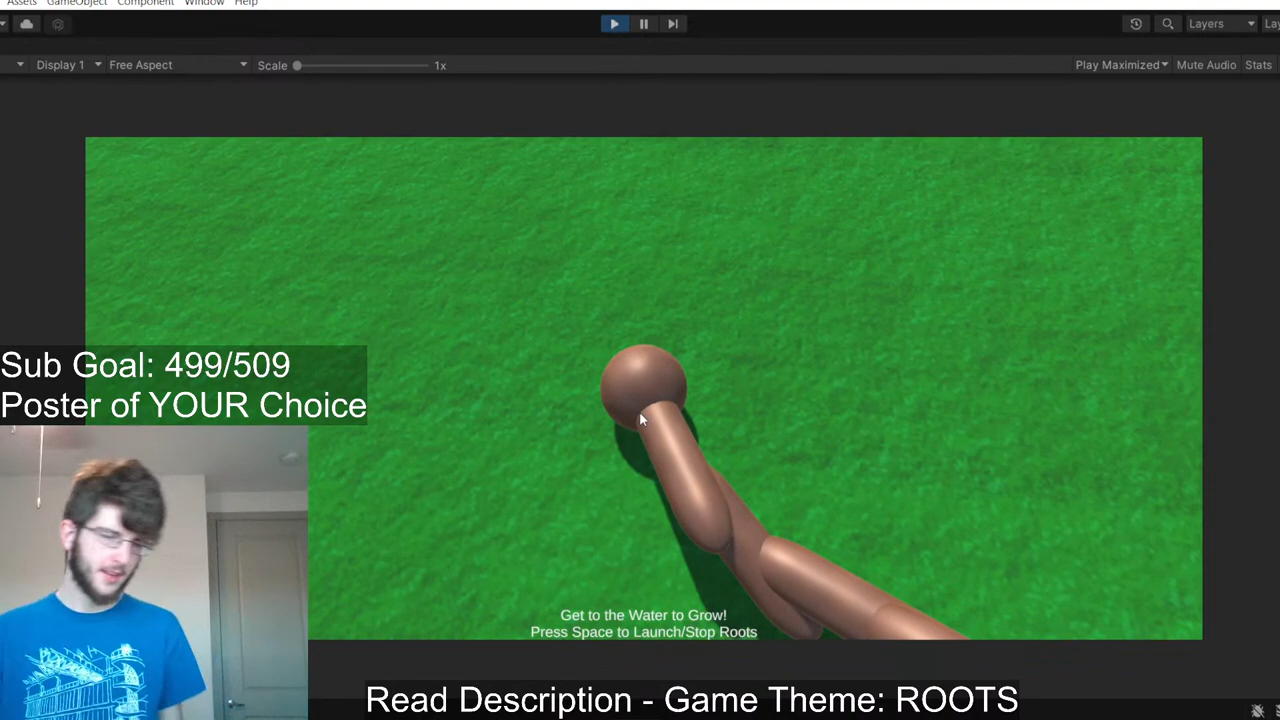 Assets GameObject Component Window Help
Layers
Display 1 Free Aspect Scale 1x Play Maximized Mute Audio Stats
Sub Goal: 499/509
Poster of YOUR Choice
Get to the Water to Grow!
Press Space to Launch/Stop Roots
Read Description - Game Theme: ROOTS